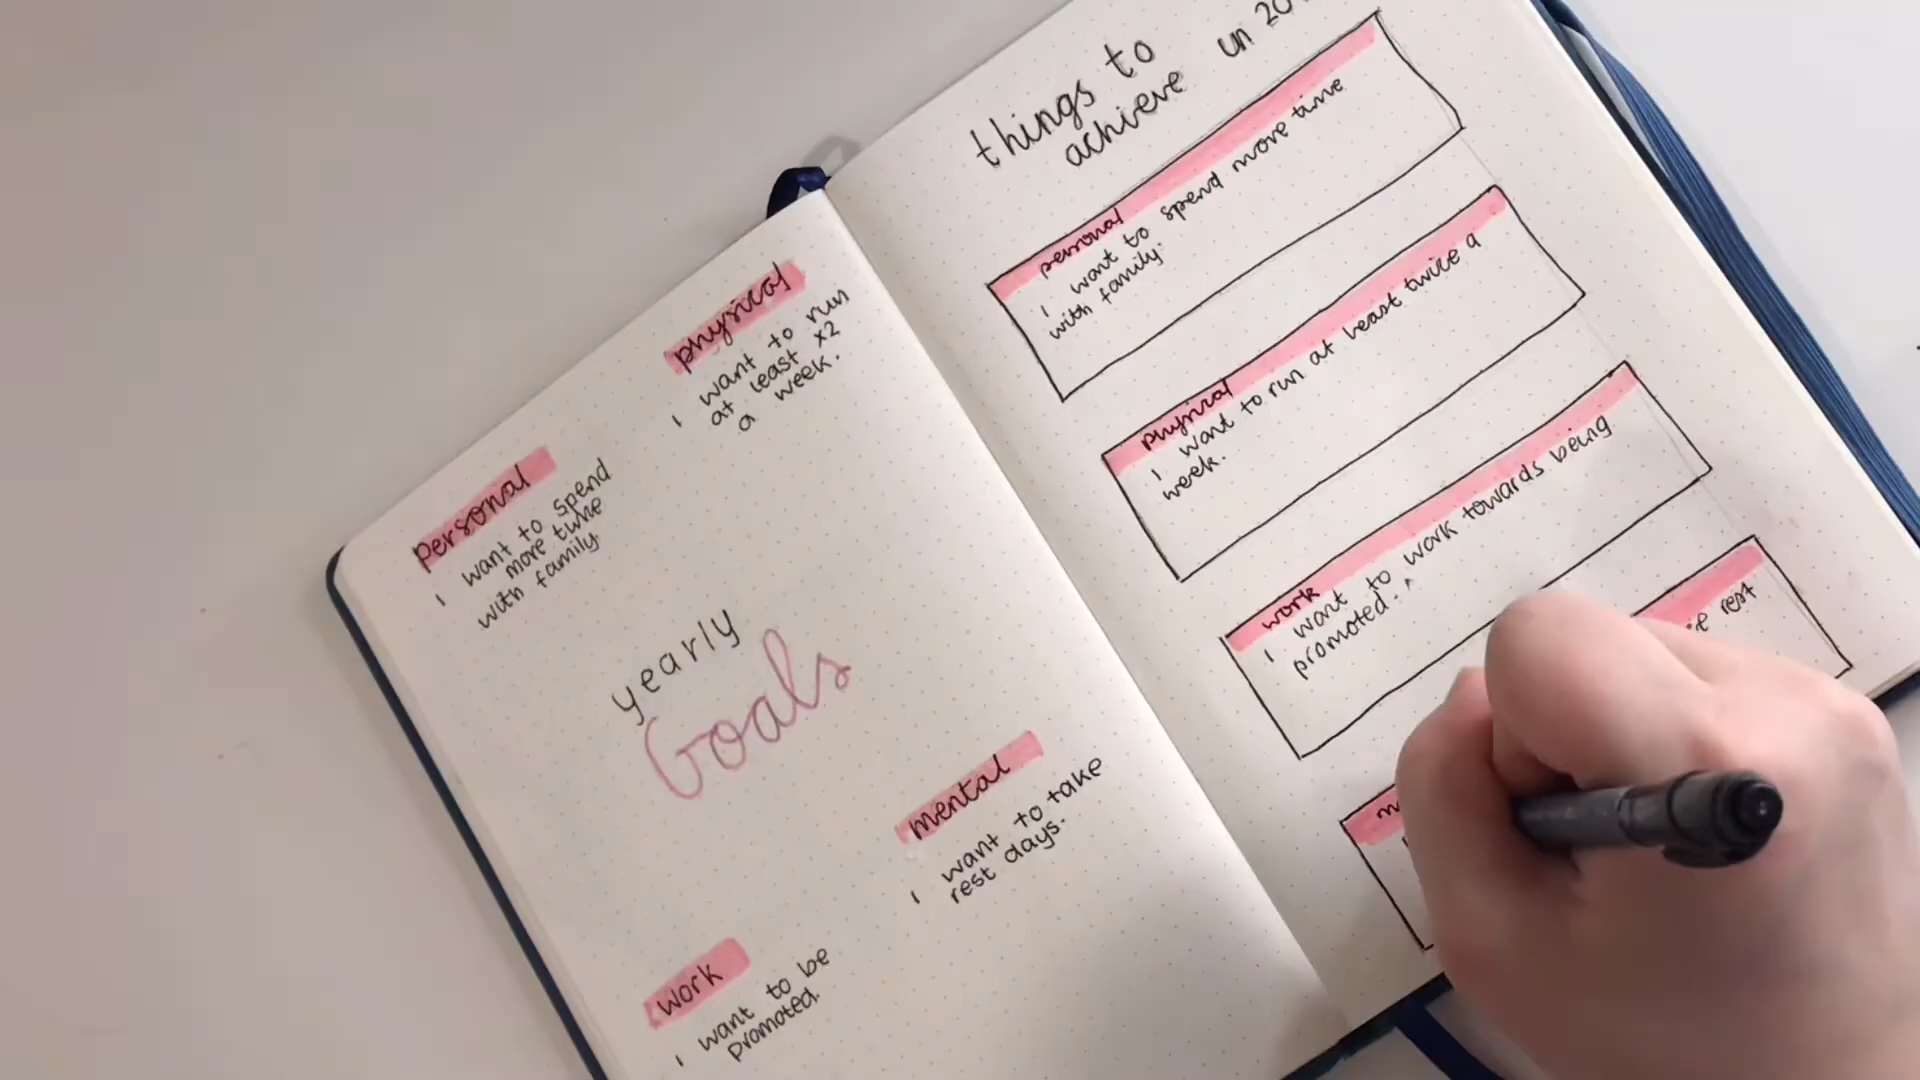 physical
I want to run
at least x2
a week.
personal
I want to spend
more time
with family.
yearly
Goals
mental
I want to take
rest days.
work
I want to be
promoted.
things to
achieve in
personal
I want to spend more time
with family.
physical
I want to run at least twice a
week.
work
I want to work towards being
promoted.
rest